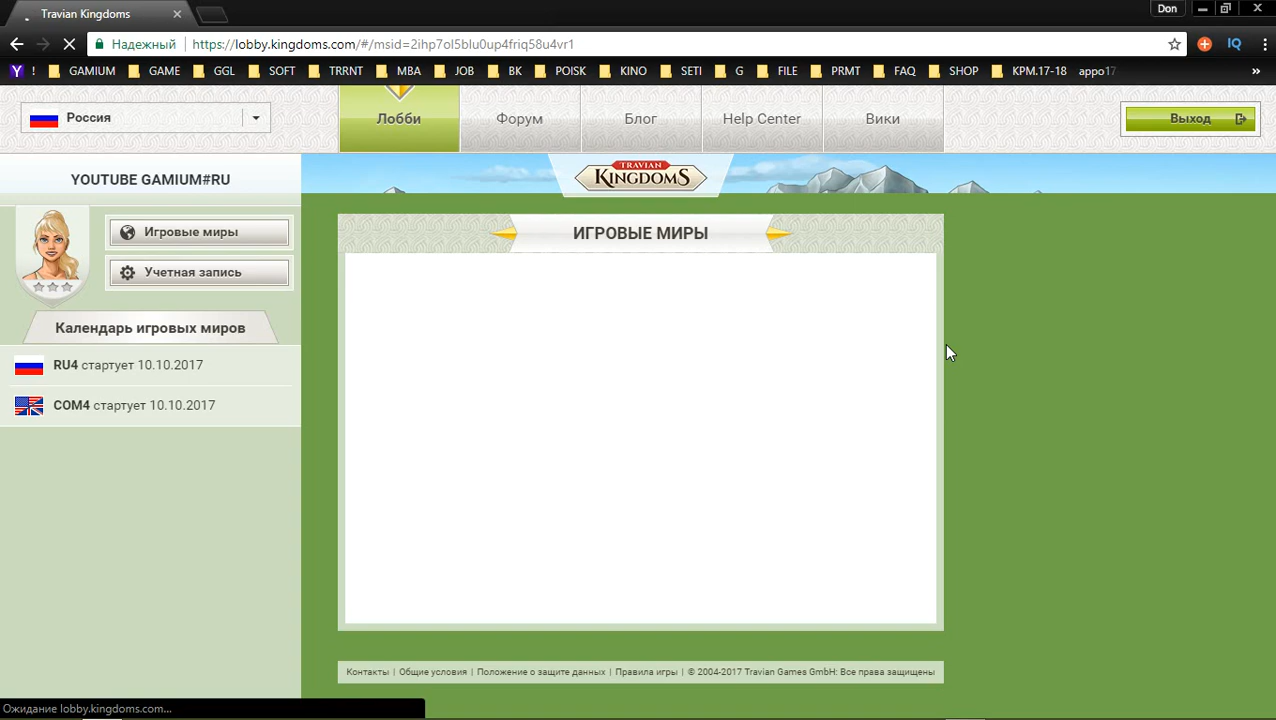 Travian Kingdoms
Don
Надежный
https://lobby.kingdoms.com/#/msid=2ihp7ol5blu0up4friq58u4vr1
! GAMIUM GAME GGL SOFT TRRNT MBA JOB BK POISK KINO SETI G FILE PRMT FAQ SHOP KPM.17-18 appo17
Россия
Лобби
Форум
Блог
Help Center
Вики
Выход
YOUTUBE GAMIUM#RU
TRAVIAN
KINGDOMS
Игровые миры
Учетная запись
Календарь игровых миров
RU4 стартует 10.10.2017
COM4 стартует 10.10.2017
ИГРОВЫЕ МИРЫ
Контакты | Общие условия | Положение о защите данных | Правила игры | © 2004-2017 Travian Games GmbH: Все права защищены
Ожидание lobby.kingdoms.com...